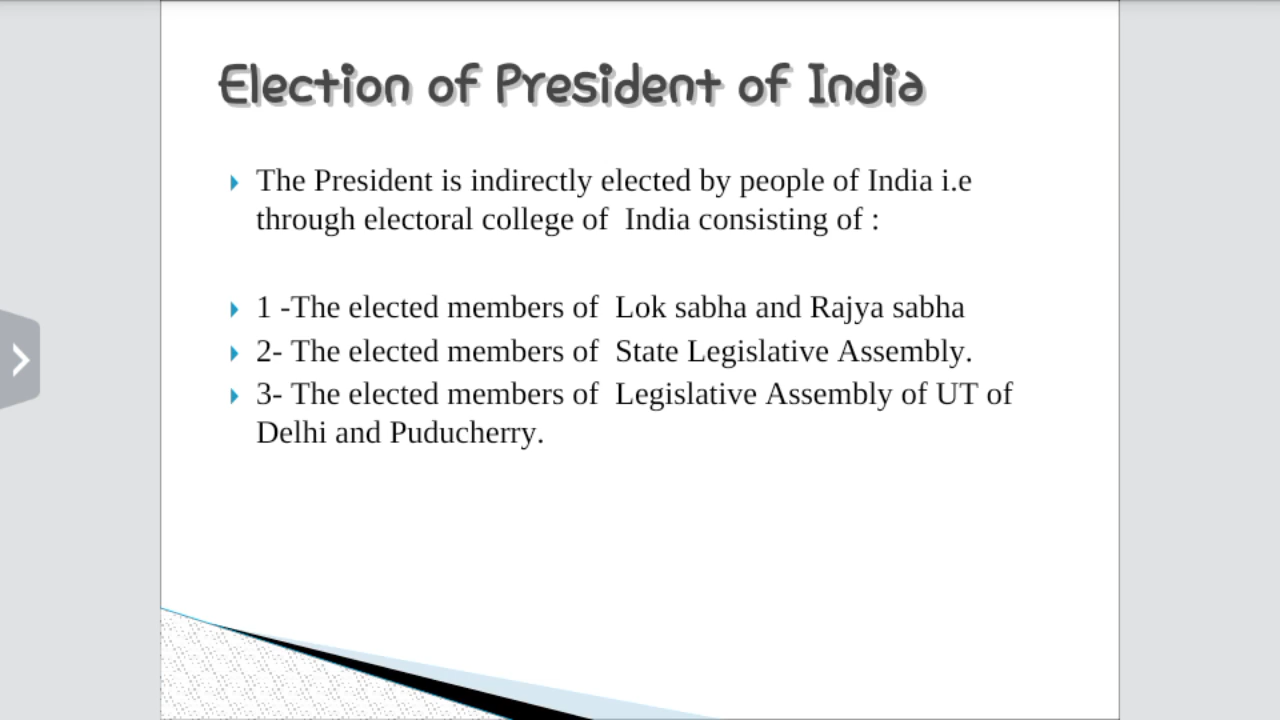 Election of President of India
The President is indirectly elected by people of India i.e
through electoral college of  India consisting of :
1 -The elected members of  Lok sabha and Rajya sabha
2- The elected members of  State Legislative Assembly.
3- The elected members of  Legislative Assembly of UT of
Delhi and Puducherry.